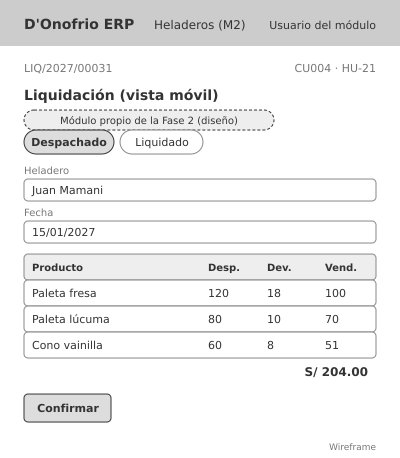 D'Onofrio ERP Heladeros (M2) Usuario del módulo
LIQ/2027/00031 CU004 · HU-21
Liquidación (vista móvil)
Módulo propio de la Fase 2 (diseño)
Despachado Liquidado
Heladero
Juan Mamani
Fecha
15/01/2027
Producto Desp. Dev. Vend.
Paleta fresa 120 18 100
Paleta lúcuma 80 10 70
Cono vainilla 60 8 51
S/ 204.00
Confirmar
Wireframe